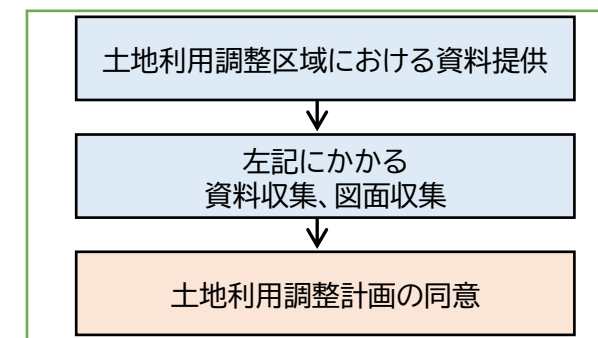 土地利用調整区域における資料提供
左記にかかる
資料収集、図面収集
土地利用調整計画の同意